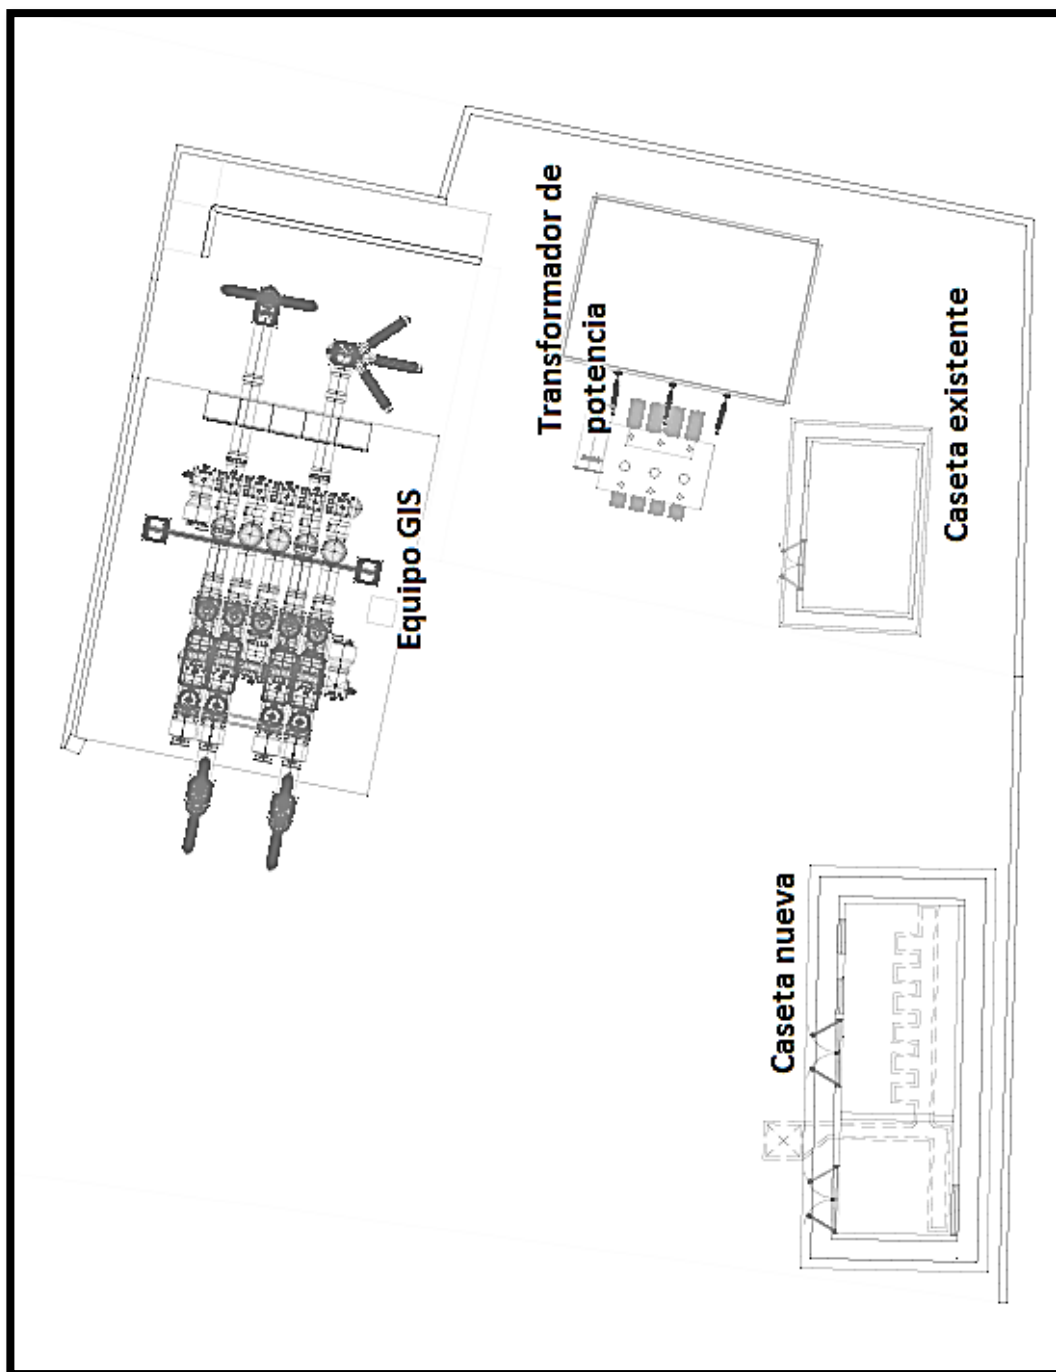 Equipo GIS
Transformador de
potencia
Caseta existente
Caseta nueva